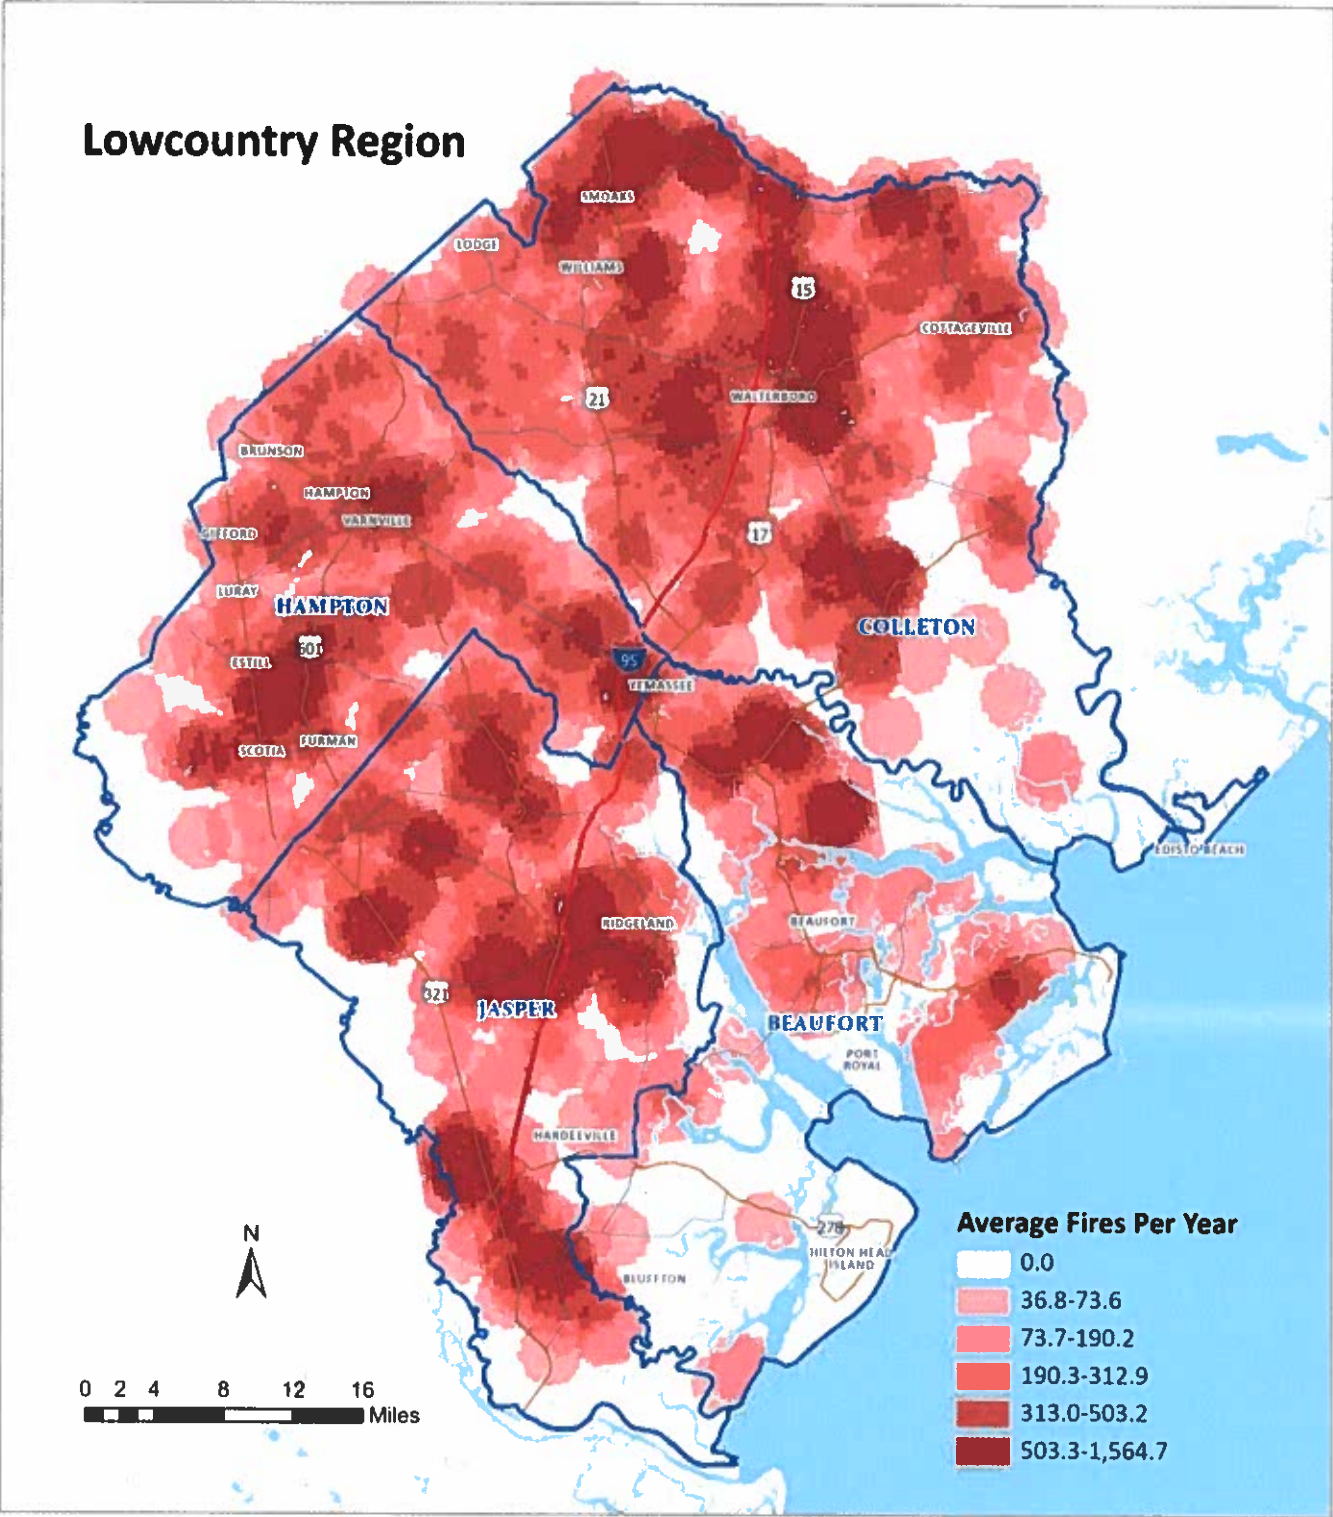 Lowcountry Region
SMOAKS
LODGE
WILLIAMS
15
COTTAGEVILLE
21
WALTERBORO
BRUNSON
HAMPTON
VARNVILLE
GIFFORD
17
LURAY
HAMPTON
COLLETON
601
ESTILL
95
YEMASSEE
FURMAN
SCOTIA
EDISTO BEACH
RIDGELAND
BEAUFORT
321
JASPER
BEAUFORT
PORT
ROYAL
HARDEEVILLE
278
HILTON HEAD
ISLAND
BLUFFTON
N
0 2 4 8 12 16
Miles
Average Fires Per Year
0.0
36.8-73.6
73.7-190.2
190.3-312.9
313.0-503.2
503.3-1,564.7